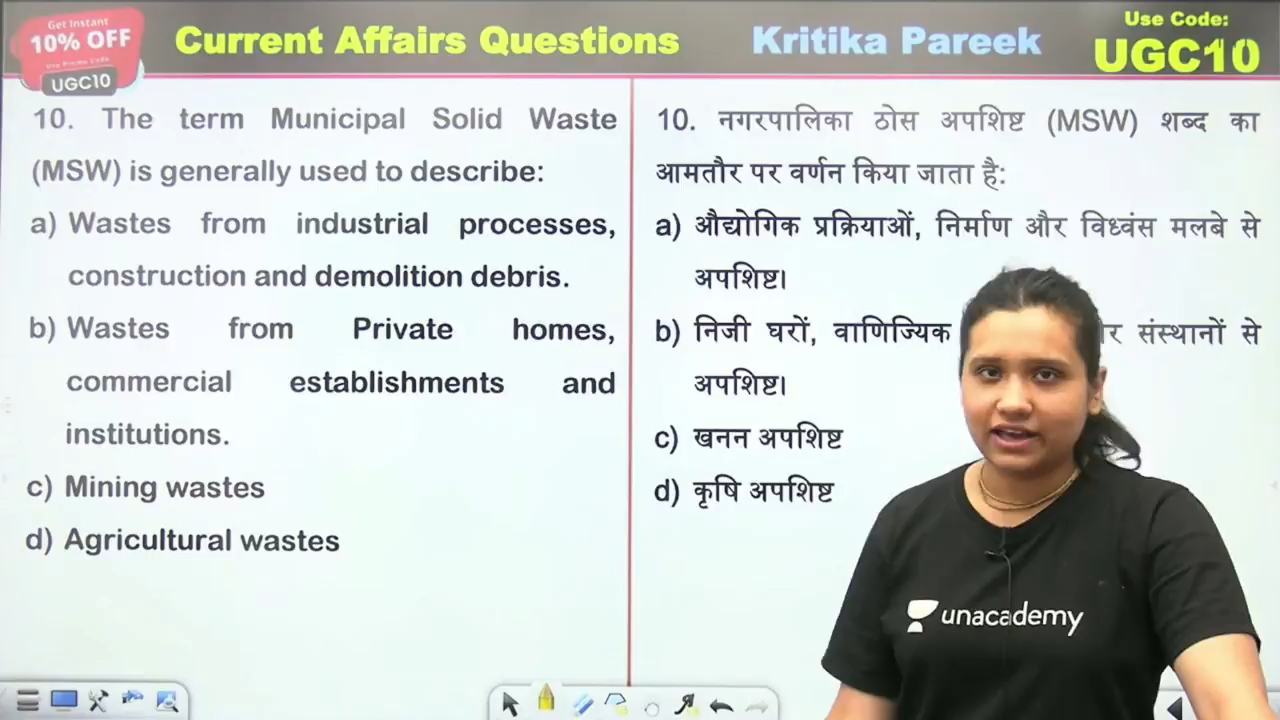 Get Instant
10% OFF
Use Promo Code
UGC10
Current Affairs Questions
Kritika Pareek
Use Code:
UGC10
10. The term Municipal Solid Waste
(MSW) is generally used to describe:
a) Wastes from industrial processes,
construction and demolition debris.
b) Wastes from Private homes,
commercial establishments and
institutions.
c) Mining wastes
d) Agricultural wastes
10. नगरपालिका ठोस अपशिष्ट (MSW) शब्द का
आमतौर पर वर्णन किया जाता है:
a) औद्योगिक प्रक्रियाओं, निर्माण और विध्वंस मलबे से
अपशिष्ट।
b) निजी घरों, वाणिज्यिक संस्थानों से
अपशिष्ट।
c) खनन अपशिष्ट
d) कृषि अपशिष्ट
unacademy